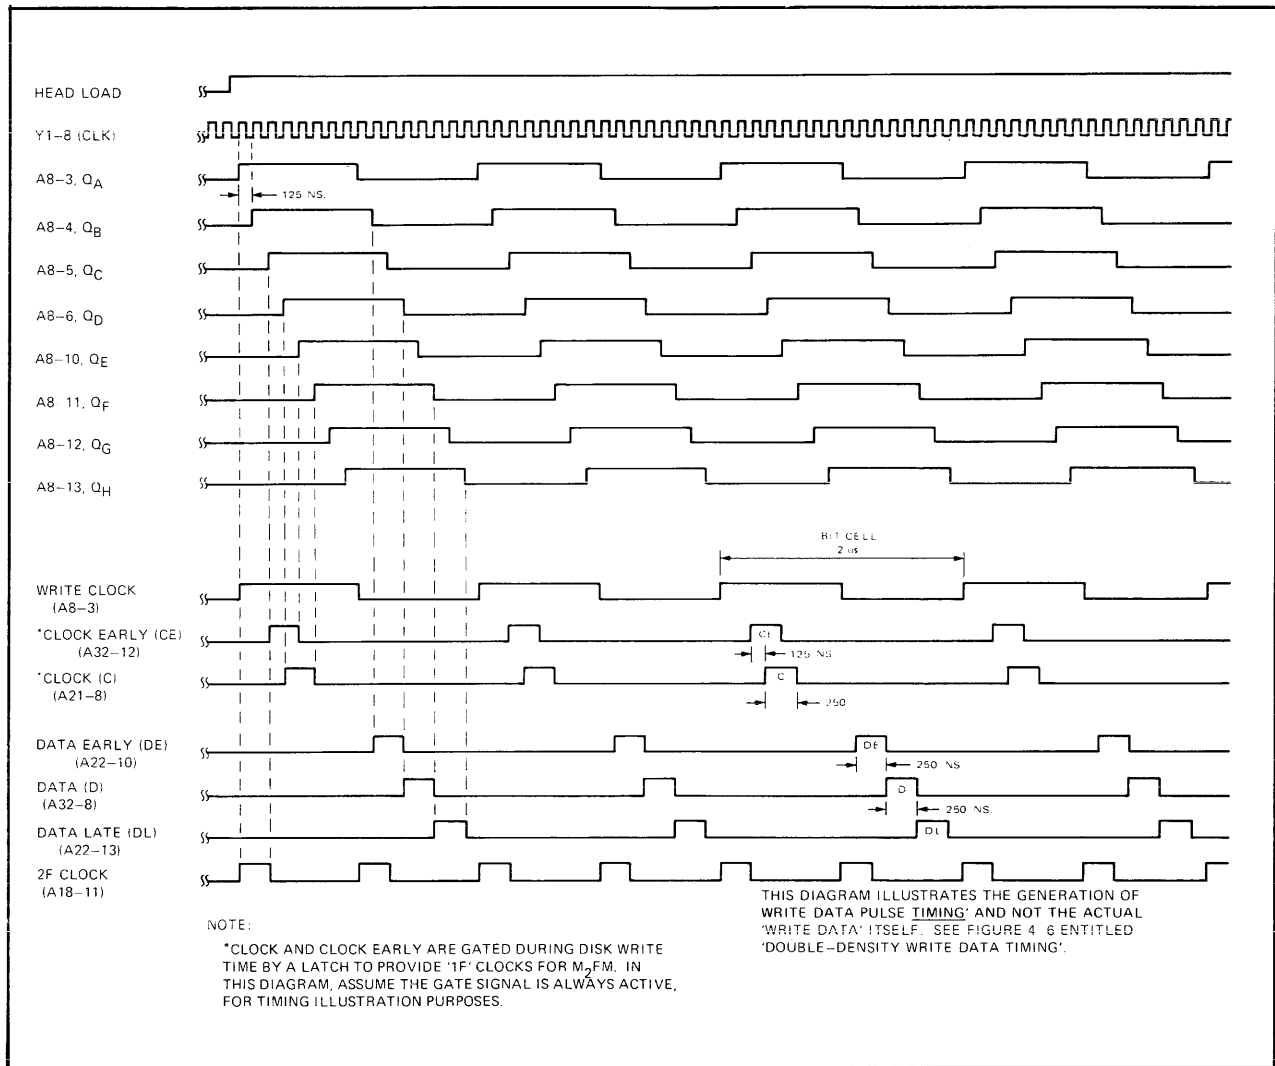 HEAD LOAD
Y1-8 (CLK)
A8-3, QA
125 NS.
A8-4, QB
A8-5, QC
A8-6, QD
A8-10, QE
A8-11, QF
A8-12, QG
A8-13, QH
BIT CELL
2 us
WRITE CLOCK
(A8-3)
*CLOCK EARLY (CE)
(A32-12)
CE
125 NS
*CLOCK (C)
(A21-8)
C
250
DATA EARLY (DE)
(A22-10)
DE
250 NS
DATA (D)
(A32-8)
D
250 NS.
DATA LATE (DL)
(A22-13)
DL
2F CLOCK
(A18-11)
THIS DIAGRAM ILLUSTRATES THE GENERATION OF
WRITE DATA PULSE TIMING' AND NOT THE ACTUAL
'WRITE DATA' ITSELF. SEE FIGURE 4 6 ENTITLED
'DOUBLE-DENSITY WRITE DATA TIMING'.
NOTE:
*CLOCK AND CLOCK EARLY ARE GATED DURING DISK WRITE
TIME BY A LATCH TO PROVIDE '1F' CLOCKS FOR M2FM. IN
THIS DIAGRAM, ASSUME THE GATE SIGNAL IS ALWAYS ACTIVE,
FOR TIMING ILLUSTRATION PURPOSES.